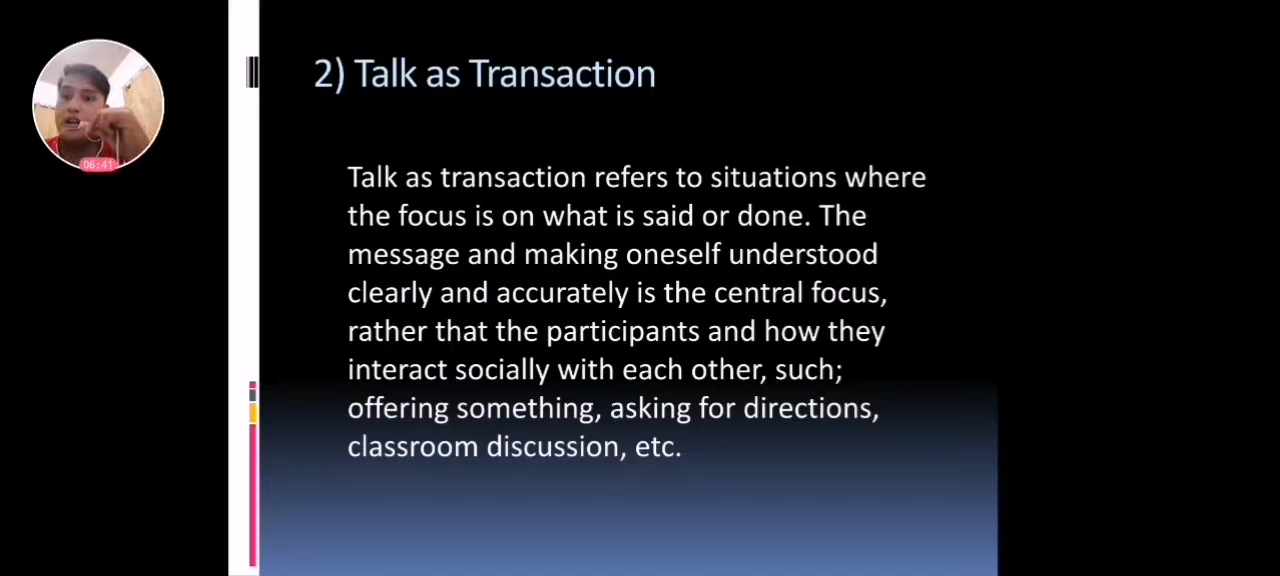 2) Talk as Transaction
06:41
Talk as transaction refers to situations where
the focus is on what is said or done. The
message and making oneself understood
clearly and accurately is the central focus,
rather that the participants and how they
interact socially with each other, such;
offering something, asking for directions,
classroom discussion, etc.